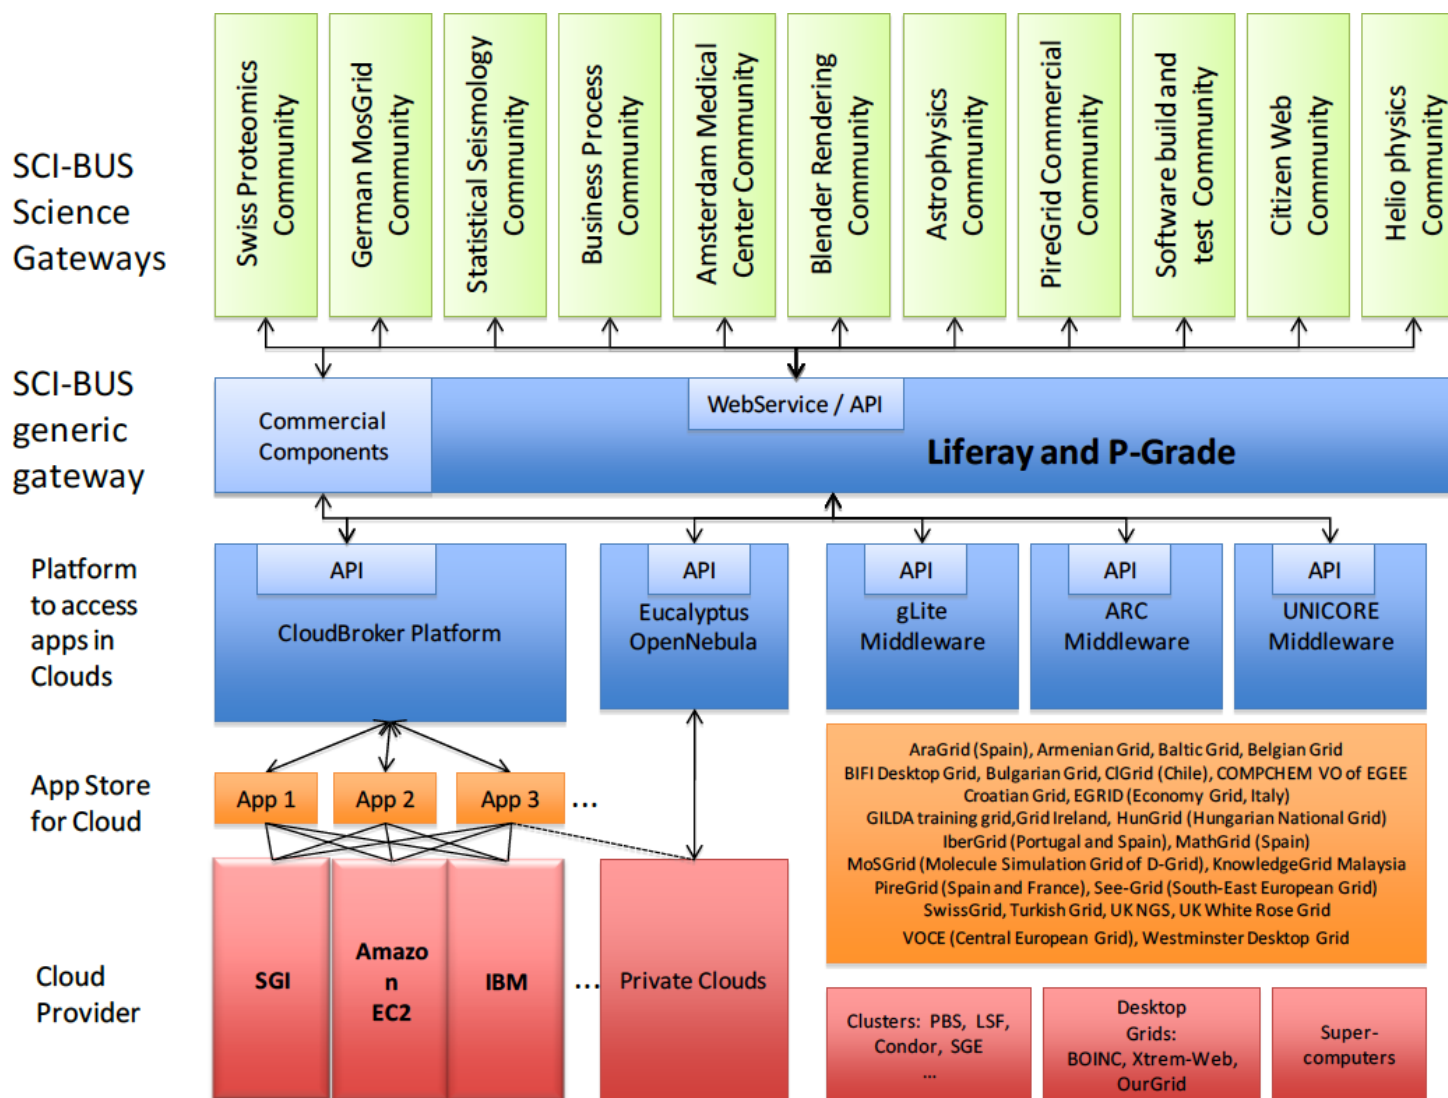 SCI-BUS
Science
Gateways
Swiss Proteomics
Community
German MosGrid
Community
Statistical Seismology
Community
Business Process
Community
Amsterdam Medical
Center Community
Blender Rendering
Community
Astrophysics
Community
PireGrid Commercial
Community
Software build and
test Community
Citizen Web
Community
Helio physics
Community
SCI-BUS
generic
gateway
Commercial
Components
WebService / API
Liferay and P-Grade
Platform
to access
apps in
Clouds
API
CloudBroker Platform
API
Eucalyptus
OpenNebula
API
gLite
Middleware
API
ARC
Middleware
API
UNICORE
Middleware
App Store
for Cloud
App 1
App 2
App 3
...
AraGrid (Spain), Armenian Grid, Baltic Grid, Belgian Grid
BIFI Desktop Grid, Bulgarian Grid, ClGrid (Chile), COMPCHEM VO of EGEE
Croatian Grid, EGRID (Economy Grid, Italy)
GILDA training grid,Grid Ireland, HunGrid (Hungarian National Grid)
IberGrid (Portugal and Spain), MathGrid (Spain)
MoSGrid (Molecule Simulation Grid of D-Grid), KnowledgeGrid Malaysia
PireGrid (Spain and France), See-Grid (South-East European Grid)
SwissGrid, Turkish Grid, UK NGS, UK White Rose Grid
VOCE (Central European Grid), Westminster Desktop Grid
Cloud
Provider
SGI
Amazo
n
EC2
IBM
...
Private Clouds
Clusters: PBS, LSF,
Condor, SGE
...
Desktop
Grids:
BOINC, Xtrem-Web,
OurGrid
Super-
computers